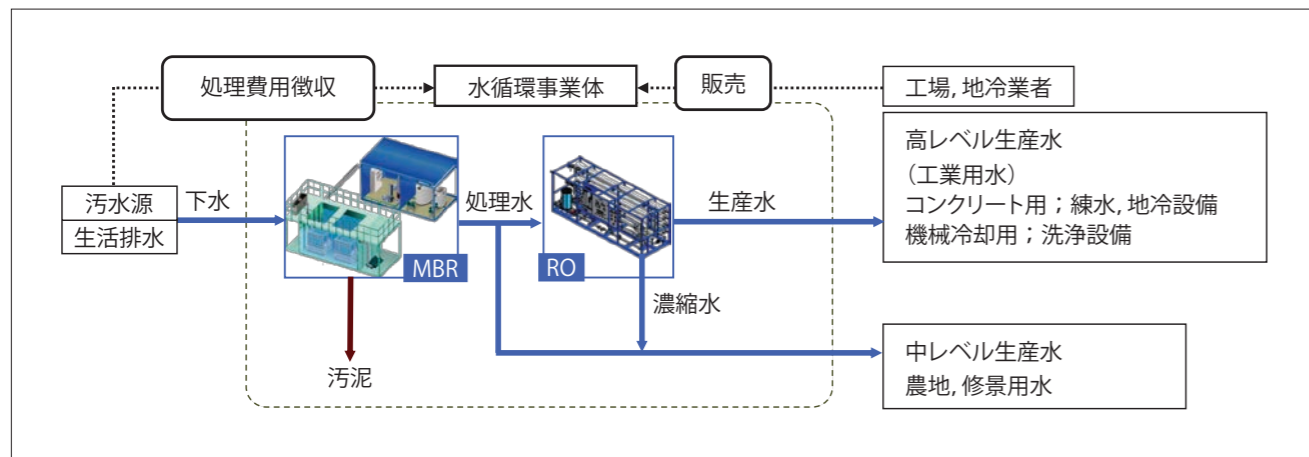 処理費用徴収
水循環事業体
販売
工場, 地冷業者
高レベル生産水
(工業用水)
コンクリート用;練水, 地冷設備
機械冷却用;洗浄設備
汚水源
生活排水
下水
MBR
処理水
RO
生産水
濃縮水
汚泥
中レベル生産水
農地, 修景用水